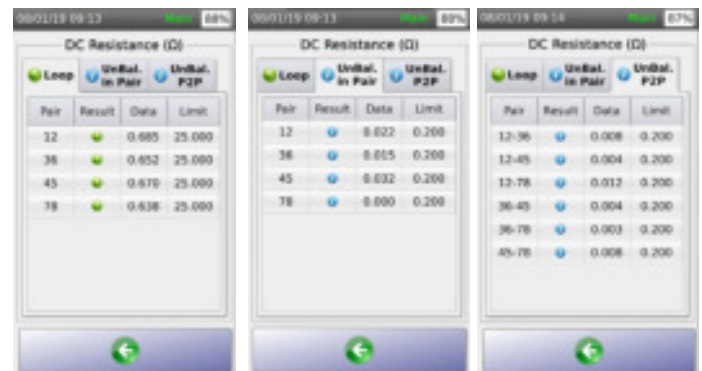 08/01/19 09:13 Main 88%
DC Resistance (Ω)
Loop UnBal. in Pair UnBal. P2P
Pair Result Data Limit
12 0.685 25.000
36 0.652 25.000
45 0.670 25.000
78 0.638 25.000
08/01/19 09:13 Main 80%
DC Resistance (Ω)
Loop UnBal. in Pair UnBal. P2P
Pair Result Data Limit
12 0.022 0.200
36 0.015 0.200
45 0.032 0.200
78 0.000 0.200
08/01/19 09:14 Main 87%
DC Resistance (Ω)
Loop UnBal. in Pair UnBal. P2P
Pair Result Data Limit
12-36 0.008 0.200
12-45 0.004 0.200
12-78 0.012 0.200
36-45 0.004 0.200
36-78 0.003 0.200
45-78 0.008 0.200